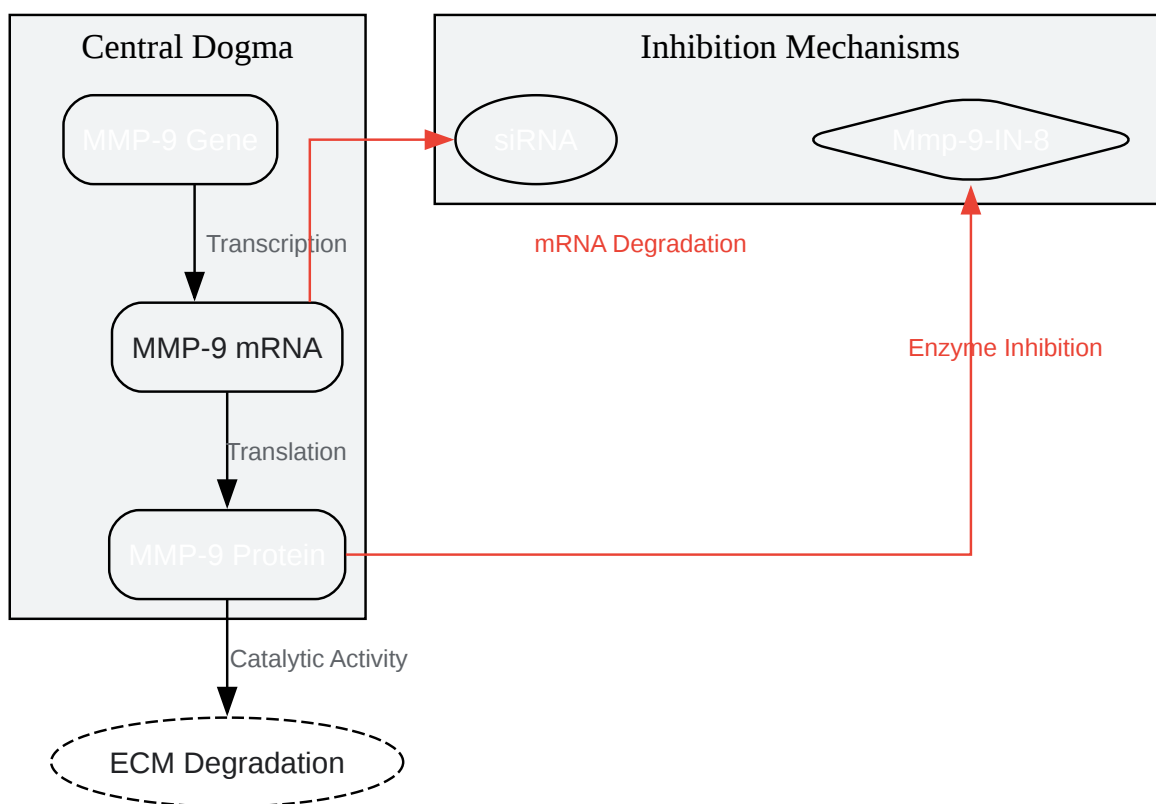 Central Dogma
Inhibition Mechanisms
MMP-9 Gene
siRNA
Mmp-9-IN-8
Transcription
mRNA Degradation
MMP-9 mRNA
Enzyme Inhibition
Translation
MMP-9 Protein
Catalytic Activity
ECM Degradation